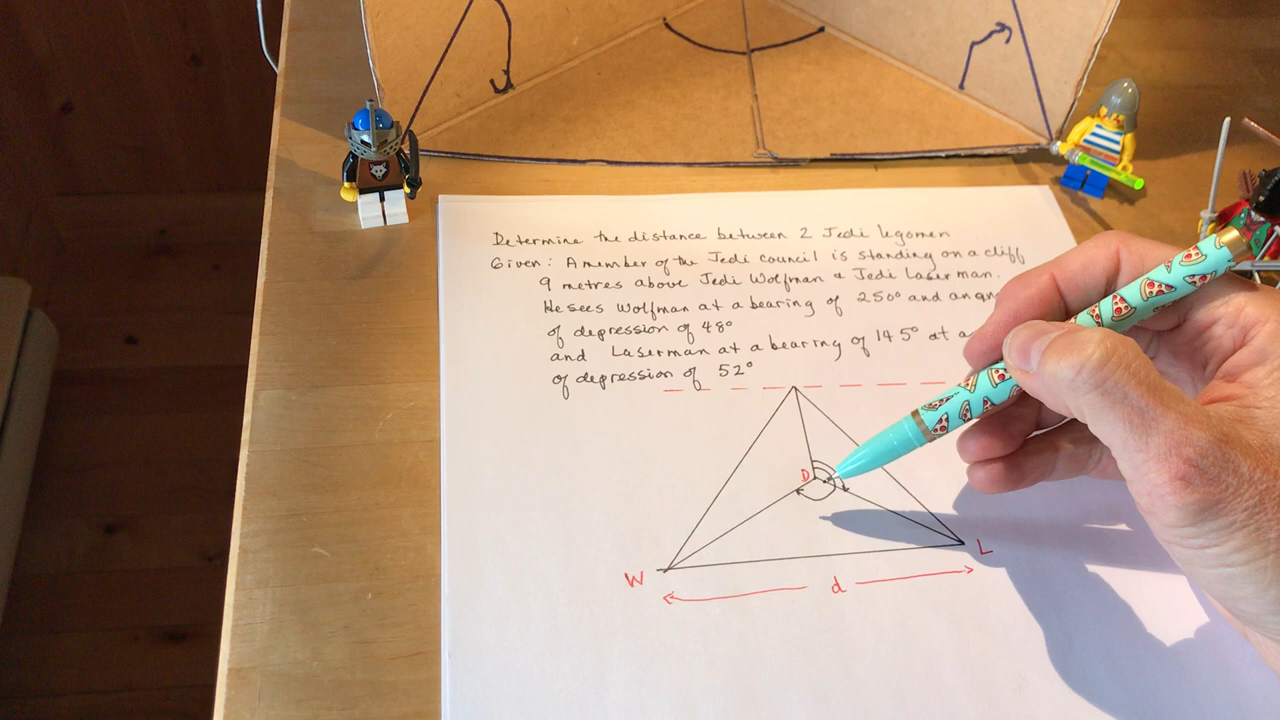 Determine the distance between 2 Jedi legomen
Given: A member of the Jedi council is standing on a cliff
9 metres above Jedi Wolfman & Jedi Laserman.
He sees Wolfman at a bearing of 250° and an
of depression of 48°
and Laserman at a bearing of 145° at a
of depression of 52°
D
W
L
d